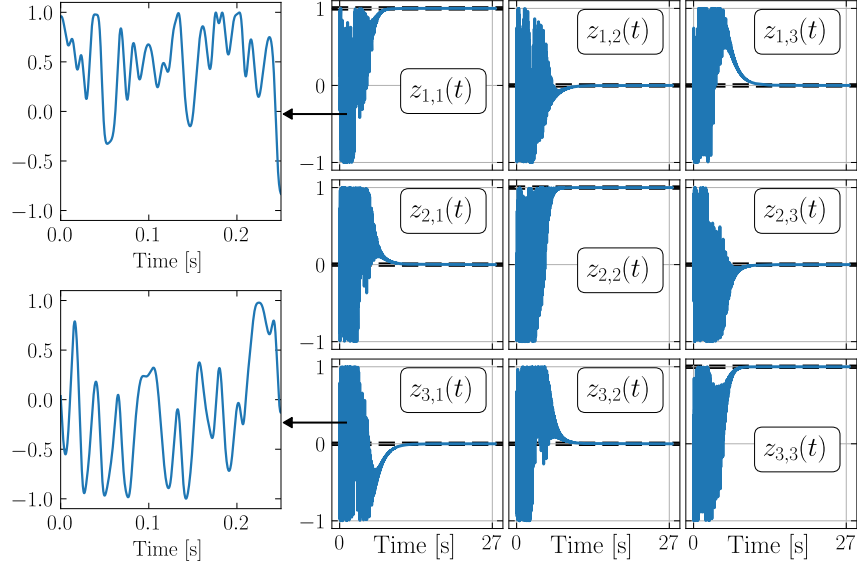 1.0
0.5
0.0
−0.5
−1.0
0.0
0.1
0.2
Time [s]
1.0
0.5
0.0
−0.5
−1.0
0.0
0.1
0.2
Time [s]
1
0
−1
z1,1(t)
z1,2(t)
z1,3(t)
1
0
−1
z2,1(t)
z2,2(t)
z2,3(t)
1
0
−1
z3,1(t)
z3,2(t)
z3,3(t)
0 Time [s] 27
0 Time [s] 27
0 Time [s] 27